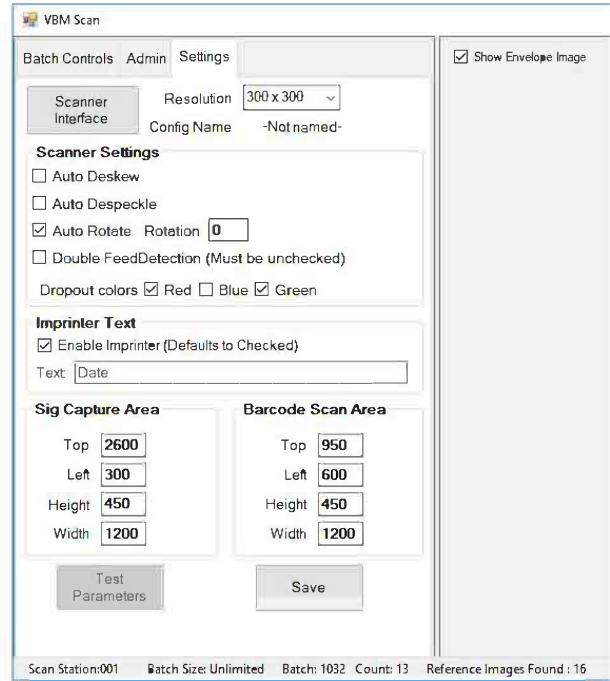 VBM Scan
Batch Controls Admin Settings
Show Envelope Image
Scanner Interface
Resolution 300 x 300
Config Name -Not named-
Scanner Settings
Auto Deskew
Auto Despeckle
Auto Rotate Rotation 0
Double FeedDetection (Must be unchecked)
Dropout colors Red Blue Green
Imprinter Text
Enable Imprinter (Defaults to Checked)
Text Date
Sig Capture Area
Top 2600
Left 300
Height 450
Width 1200
Barcode Scan Area
Top 950
Left 600
Height 450
Width 1200
Test Parameters
Save
Scan Station:001 Batch Size: Unlimited Batch: 1032 Count: 13 Reference Images Found : 16